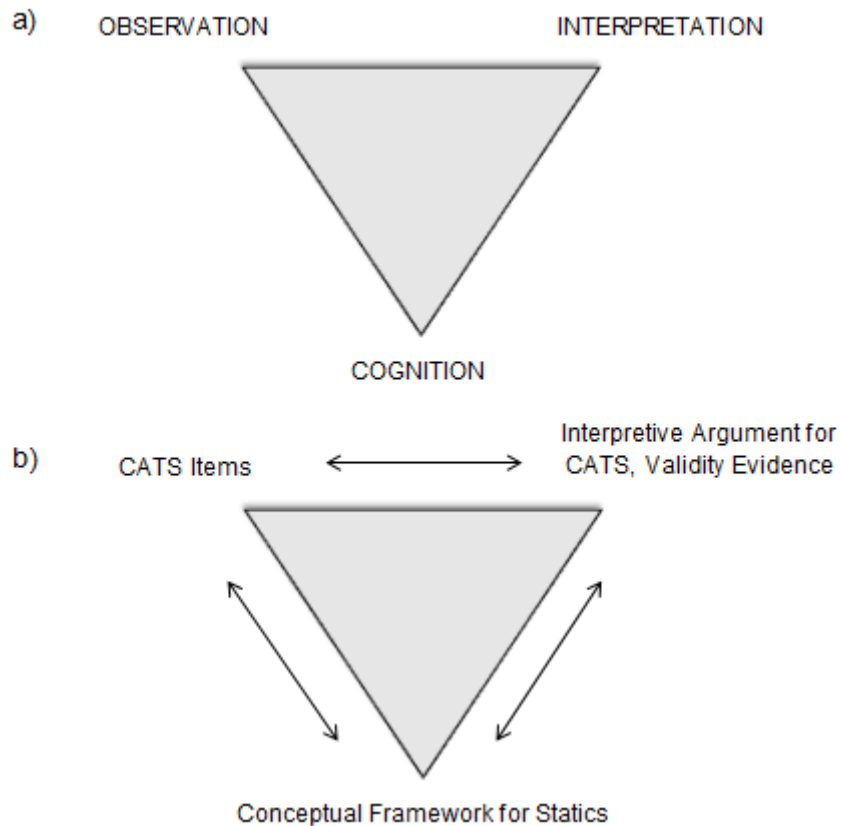 a)
OBSERVATION
INTERPRETATION
COGNITION
b)
CATS Items
Interpretive Argument for
CATS, Validity Evidence
Conceptual Framework for Statics